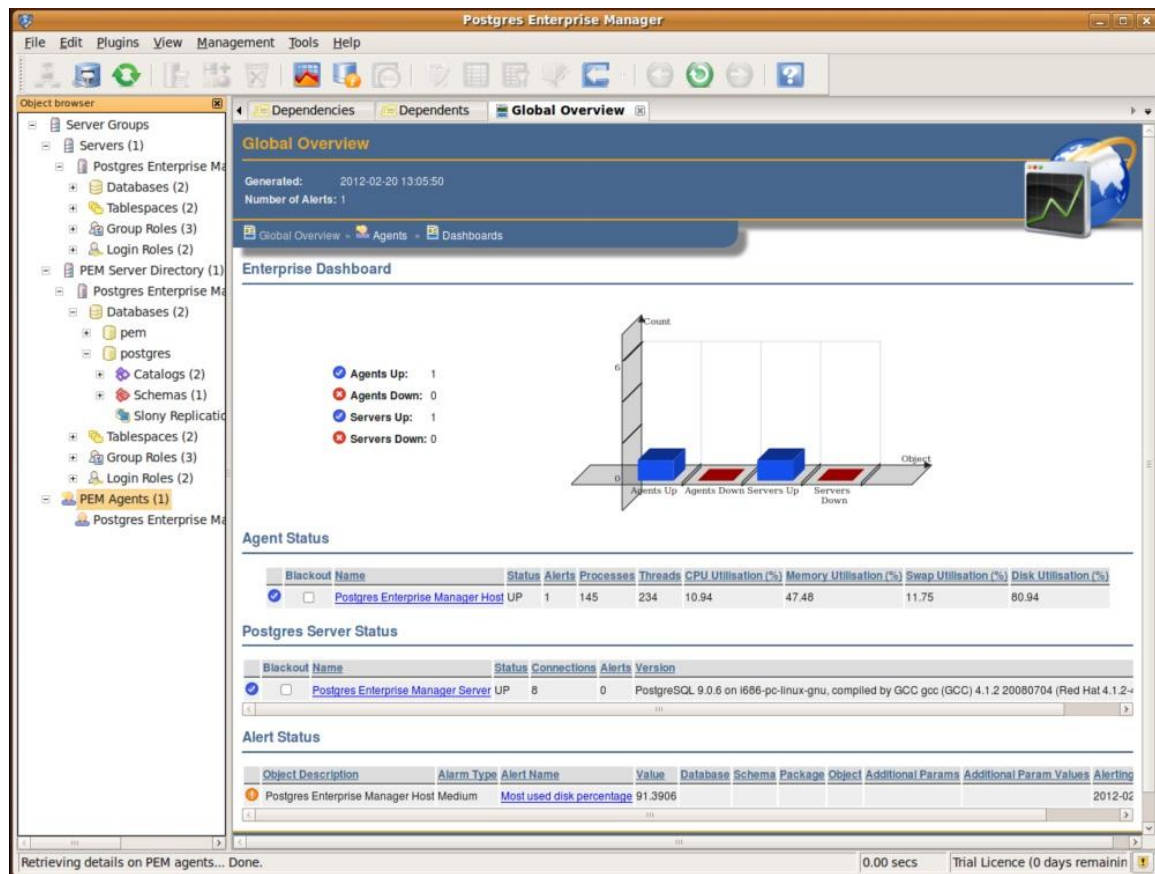 Postgres Enterprise Manager
File Edit Plugins View Management Tools Help
Object browser
Server Groups
Servers (1)
Postgres Enterprise Ma
Databases (2)
Tablespaces (2)
Group Roles (3)
Login Roles (2)
PEM Server Directory (1)
Postgres Enterprise Ma
Databases (2)
pem
postgres
Catalogs (2)
Schemas (1)
Slony Replicatio
Tablespaces (2)
Group Roles (3)
Login Roles (2)
PEM Agents (1)
Postgres Enterprise Ma
Dependencies Dependents Global Overview
Global Overview
Generated: 2012-02-20 13:05:50
Number of Alerts: 1
Global Overview » Agents » Dashboards
Enterprise Dashboard
Agents Up: 1
Agents Down: 0
Servers Up: 1
Servers Down: 0
Count
6
0
Object
Agents Up Agents Down Servers Up Servers Down
Agent Status
Blackout Name Status Alerts Processes Threads CPU Utilisation (%) Memory Utilisation (%) Swap Utilisation (%) Disk Utilisation (%)
Postgres Enterprise Manager Host UP 1 145 234 10.94 47.48 11.75 80.94
Postgres Server Status
Blackout Name Status Connections Alerts Version
Postgres Enterprise Manager Server UP 8 0 PostgreSQL 9.0.6 on i686-pc-linux-gnu, compiled by GCC gcc (GCC) 4.1.2 20080704 (Red Hat 4.1.2-4
Alert Status
Object Description Alarm Type Alert Name Value Database Schema Package Object Additional Params Additional Param Values Alerting
Postgres Enterprise Manager Host Medium Most used disk percentage 91.3906 2012-02
Retrieving details on PEM agents... Done. 0.00 secs Trial Licence (0 days remainin